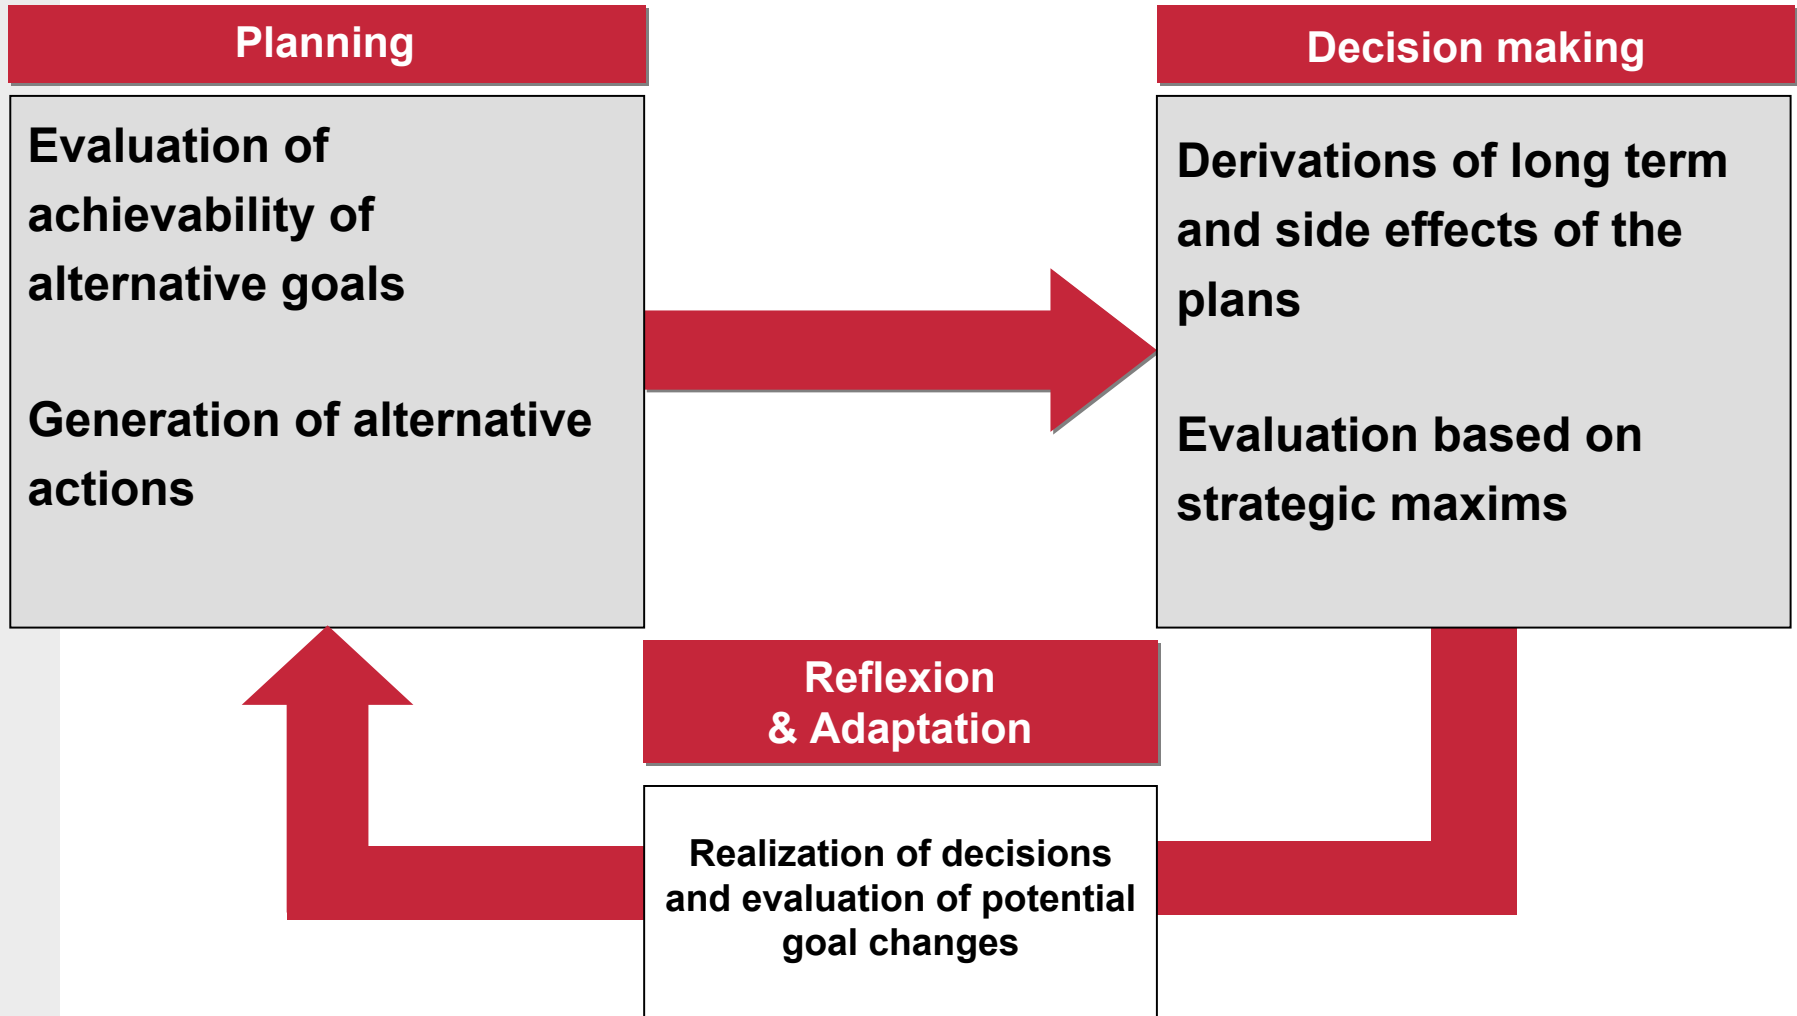 Planning
Evaluation of
achievability of
alternative goals
Generation of alternative
actions
Decision making
Derivations of long term
and side effects of the
plans
Evaluation based on
strategic maxims
Reflexion
& Adaptation
Realization of decisions
and evaluation of potential
goal changes